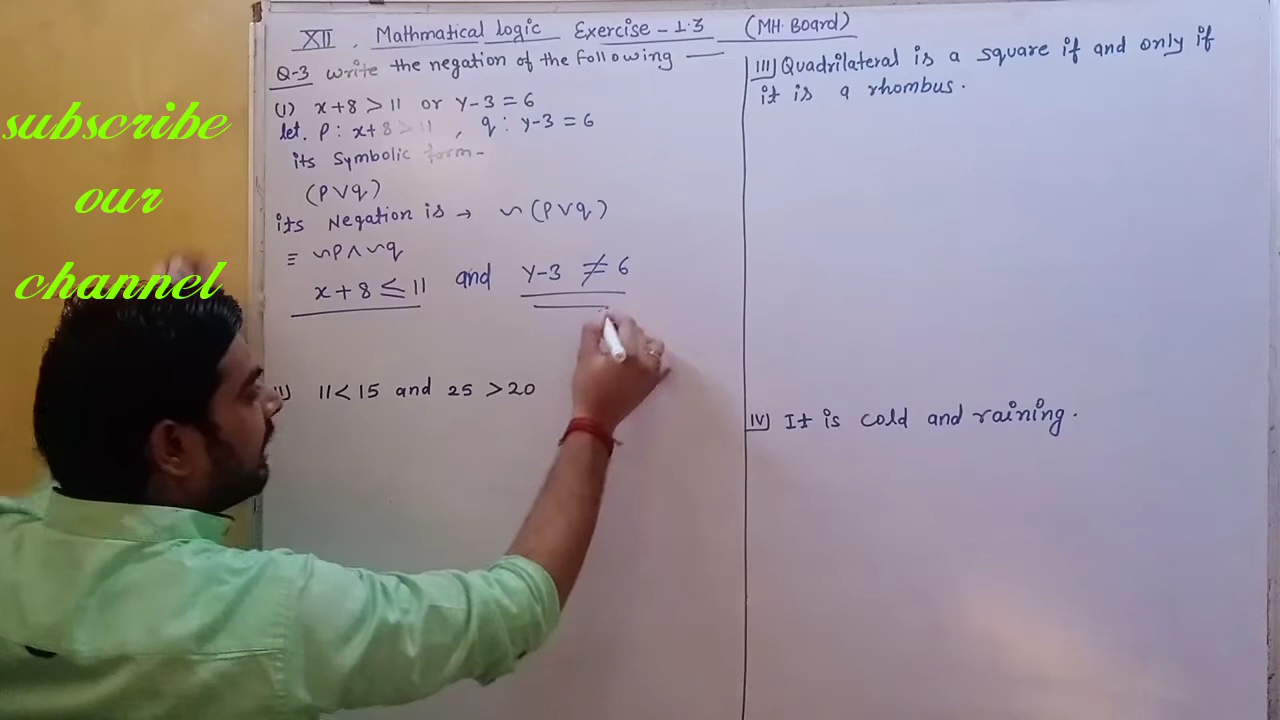 XII, Mathmatical logic Exercise - 1.3 (MH. Board)
Q-3 write the negation of the following —
(1) x+8 > 11 or y-3 = 6
let. p : x+8 > 11 , q : y-3 = 6
its symbolic form-
(p∨q)
its Negation is → ~(p∨q)
≡ ~p∧~q
x+8 ≤ 11 and y-3 ≠ 6
11 < 15 and 25 > 20
III) Quadrilateral is a square if and only if
it is a rhombus.
IV) It is cold and raining.
subscribe
our
channel